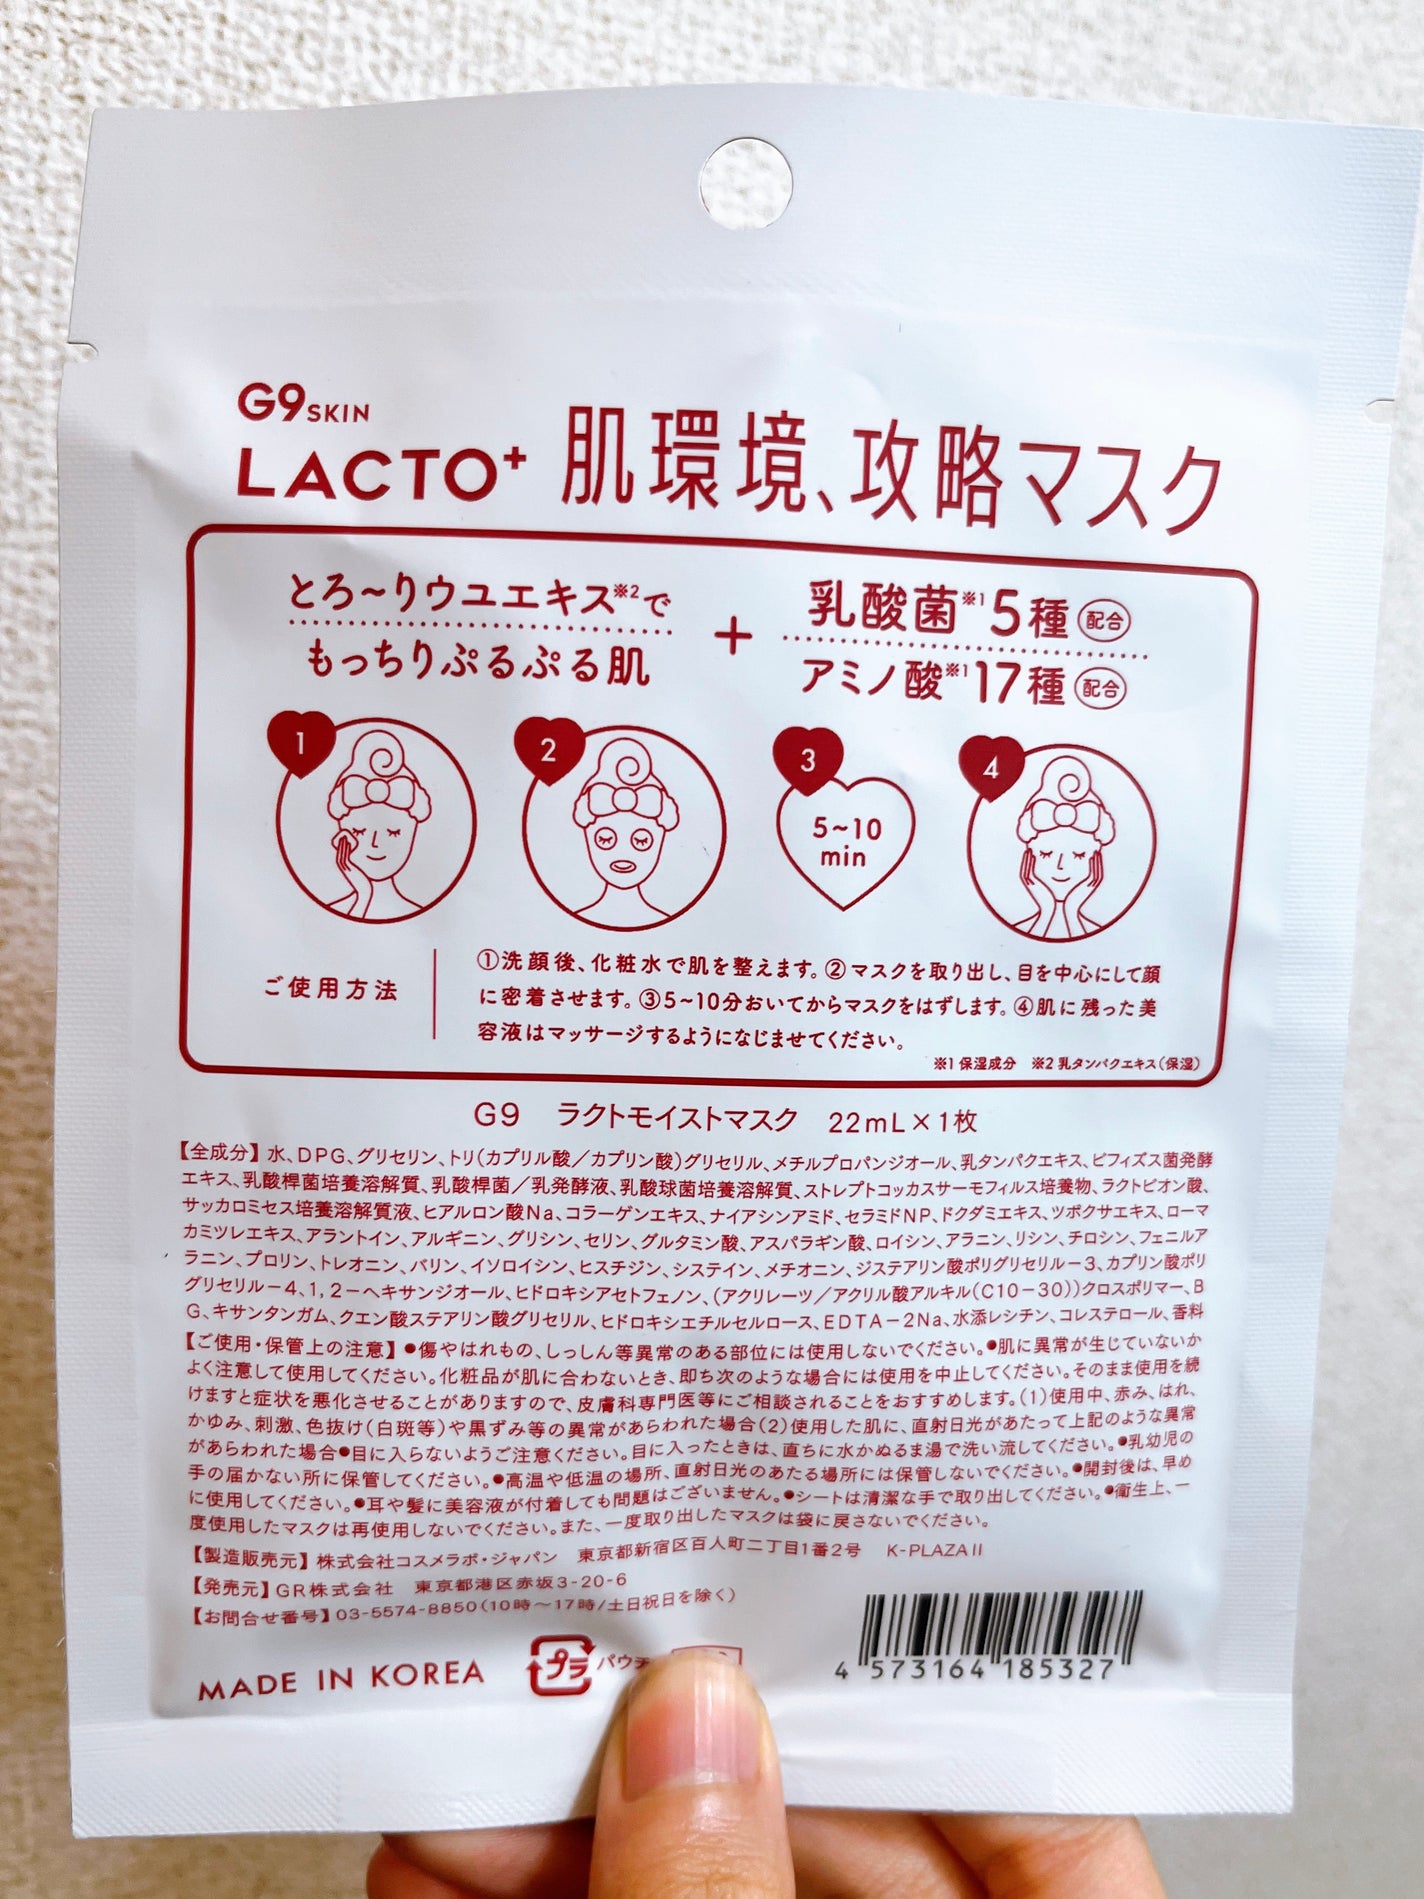 G9SKIN
LACTO⁺ 肌環境、攻略マスク
とろ~りウユエキス※2で
もっちりぷるぷる肌
+
乳酸菌※1 5種 配合
アミノ酸※1 17種 配合
1
2
3
5~10
min
4
ご使用方法
①洗顔後、化粧水で肌を整えます。②マスクを取り出し、目を中心にして顔
に密着させます。③5~10分おいてからマスクをはずします。④肌に残った美
容液はマッサージするようになじませてください。
※1 保湿成分 ※2 乳タンパクエキス(保湿)
G9 ラクトモイストマスク 22mL×1枚
【全成分】水、DPG、グリセリン、トリ(カプリル酸/カプリン酸)グリセリル、メチルプロパンジオール、乳タンパクエキス、ビフィズス菌発酵
エキス、乳酸桿菌培養溶解質、乳酸桿菌/乳発酵液、乳酸球菌培養溶解質、ストレプトコッカスサーモフィルス培養物、ラクトビオン酸、
サッカロミセス培養溶解質液、ヒアルロン酸Na、コラーゲンエキス、ナイアシンアミド、セラミドNP、ドクダミエキス、ツボクサエキス、ローマ
カミツレエキス、アラントイン、アルギニン、グリシン、セリン、グルタミン酸、アスパラギン酸、ロイシン、アラニン、リシン、チロシン、フェニルア
ラニン、プロリン、トレオニン、バリン、イソロイシン、ヒスチジン、システイン、メチオニン、ジステアリン酸ポリグリセリル-3、カプリン酸ポリ
グリセリル-4、1,2-ヘキサンジオール、ヒドロキシアセトフェノン、(アクリレーツ/アクリル酸アルキル(C10-30))クロスポリマー、B
G、キサンタンガム、クエン酸ステアリン酸グリセリル、ヒドロキシエチルセルロース、EDTA-2Na、水添レシチン、コレステロール、香料
【ご使用・保管上の注意】●傷やはれもの、しっしん等異常のある部位には使用しないでください。●肌に異常が生じていないか
よく注意して使用してください。化粧品が肌に合わないとき、即ち次のような場合には使用を中止してください。そのまま使用を続
けますと症状を悪化させることがありますので、皮膚科専門医等にご相談されることをおすすめします。(1)使用中、赤み、はれ、
かゆみ、刺激、色抜け(白斑等)や黒ずみ等の異常があらわれた場合(2)使用した肌に、直射日光があたって上記のような異常
があらわれた場合●目に入らないようご注意ください。目に入ったときは、直ちに水かぬるま湯で洗い流してください。●乳幼児の
手の届かない所に保管してください。●高温や低温の場所、直射日光のあたる場所には保管しないでください。●開封後は、早め
に使用してください。●耳や髪に美容液が付着しても問題はございません。●シートは清潔な手で取り出してください。●衛生上、一
度使用したマスクは再使用しないでください。また、一度取り出したマスクは袋に戻さないでください。
【製造販売元】株式会社コスメラボ・ジャパン 東京都新宿区百人町二丁目1番2号 K-PLAZAⅡ
【発売元】GR株式会社 東京都港区赤坂3-20-6
【お問合せ番号】03-5574-8850(10時~17時/土日祝日を除く)
MADE IN KOREA
プラ
パウチ
4 573164 185327